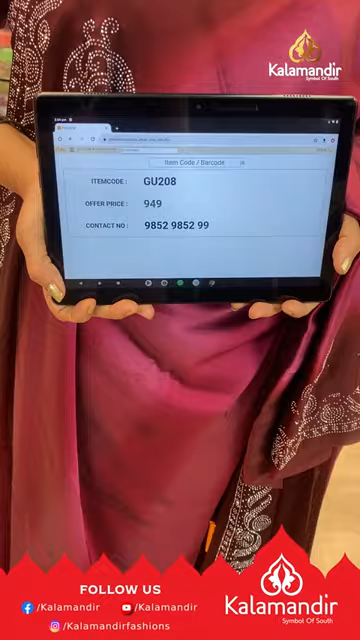 Kalamandir
Symbol Of South
Item Code / Barcode
ITEMCODE : GU208
OFFER PRICE : 949
CONTACT NO : 9852 9852 99
FOLLOW US
/Kalamandir /Kalamandir
/Kalamandirfashions
Kalamandir
Symbol Of South